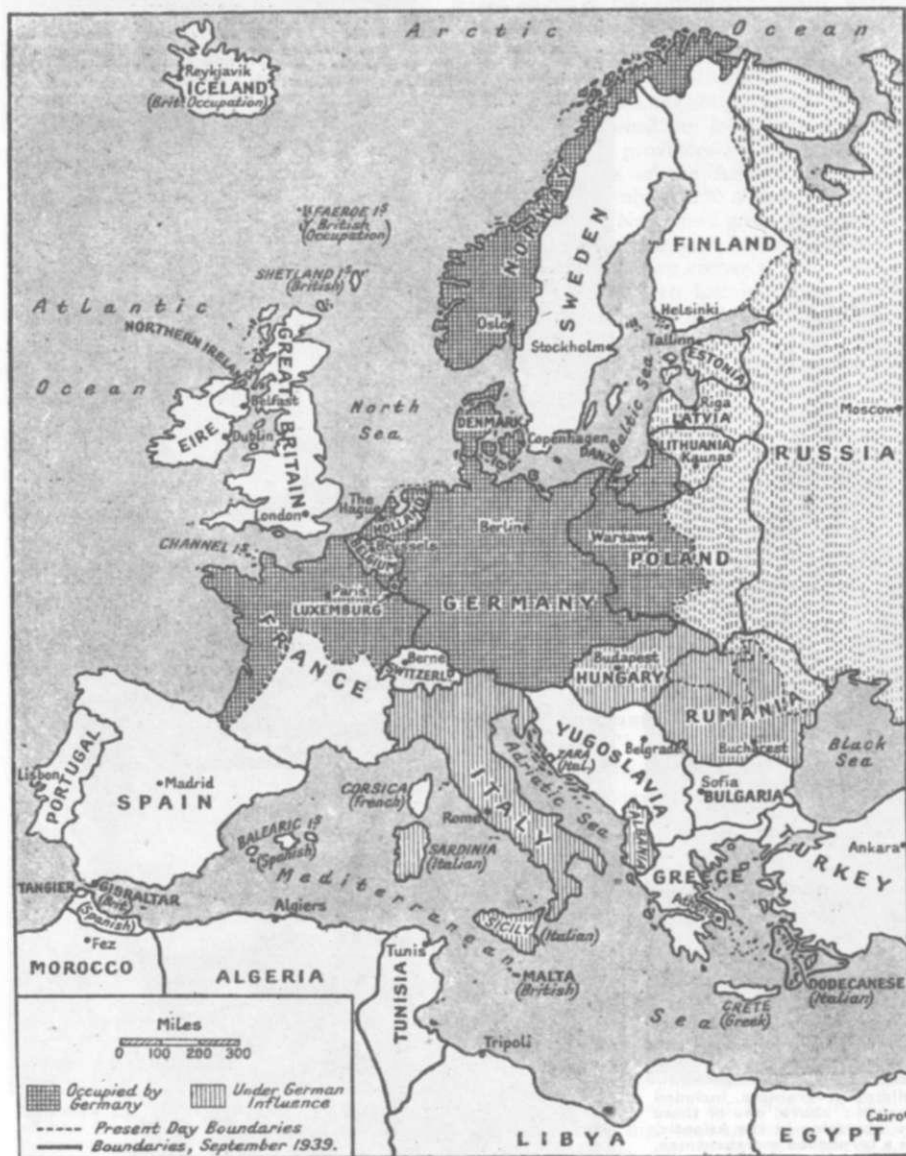 Arctic Ocean
Reykjavik
ICELAND
(Brit. Occupation)
FAEROE Is
(British
Occupation)
SHETLAND Is
(British)
NORWAY
SWEDEN
FINLAND
Atlantic
Ocean
NORTHERN IRELAND
GREAT BRITAIN
Belfast
EIRE
Dublin
London
North
Sea
Oslo
Stockholm
Helsinki
Tallinn
ESTONIA
Baltic Sea
Riga
LATVIA
LITHUANIA
Kaunas
Moscow
RUSSIA
DENMARK
Copenhagen
DANZIG
The
Hague
HOLLAND
Brussels
BELGIUM
CHANNEL Is
Berlin
Warsaw
POLAND
Paris
LUXEMBURG
GERMANY
FRANCE
Berne
SWITZERLD
Budapest
HUNGARY
RUMANIA
Bucharest
Black
Sea
YUGOSLAVIA
Belgrade
ZARA
(Ital.)
Adriatic Sea
ITALY
Rome
CORSICA
(French)
SARDINIA
(Italian)
Sofia
BULGARIA
ALBANIA
GREECE
Athens
TURKEY
Ankara
Lisbon
PORTUGAL
Madrid
SPAIN
BALEARIC Is
(Spanish)
Mediterranean
Sea
TANGIER
GIBRALTAR
(Brit.)
(Spanish)
Fez
MOROCCO
Algiers
ALGERIA
Tunis
TUNISIA
SICILY
(Italian)
MALTA
(British)
CRETE
(Greek)
DODECANESE
(Italian)
Tripoli
LIBYA
Cairo
EGYPT
Miles
0 100 200 300
Occupied by
Germany
Under German
Influence
Present Day Boundaries
Boundaries, September 1939.